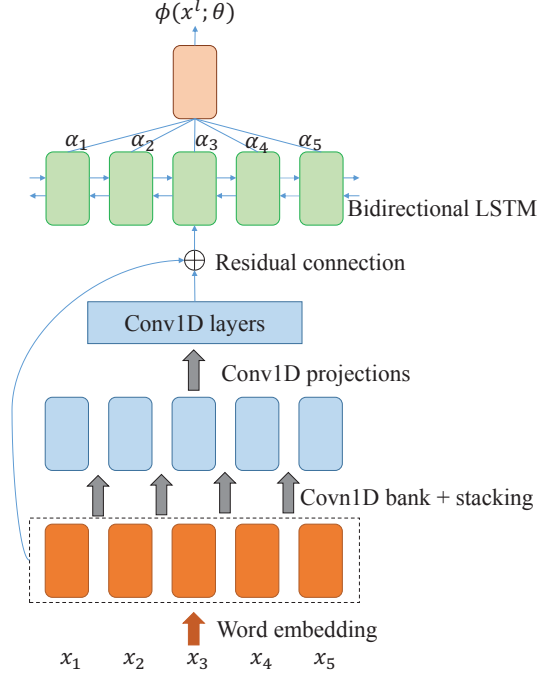 ϕ(xˡ; θ)
α₁ α₂ α₃ α₄ α₅
Bidirectional LSTM
Residual connection
Conv1D layers
Conv1D projections
Covn1D bank + stacking
Word embedding
x₁ x₂ x₃ x₄ x₅